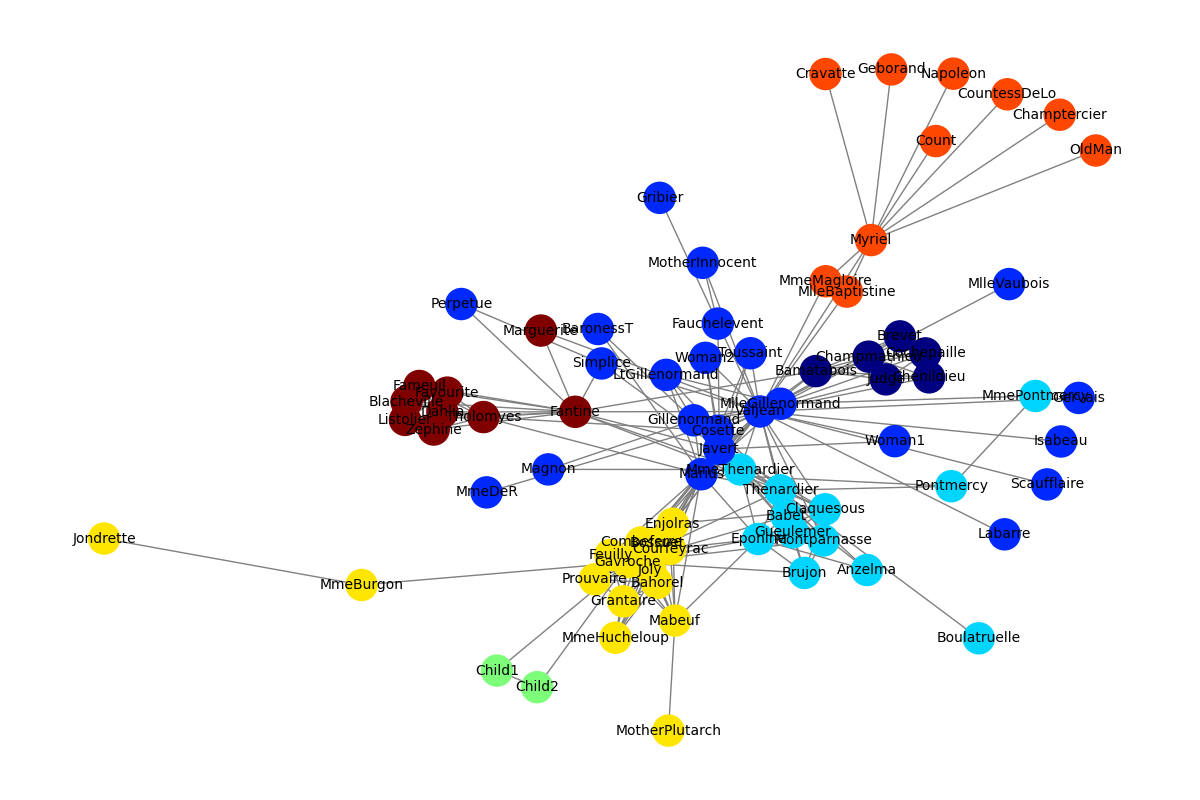 Cravatte
Geborand
Napoleon
CountessDeLo
Champtercier
Count
OldMan
Gribier
Myriel
MotherInnocent
MmeMagloire
MlleBaptistine
MlleVaubois
Perpetue
Marguerite
BaronessT
Fauchelevent
Brevet
Simplice
Woman2
Toussaint
Champmathieu
Cochepaille
LtGillenormand
Bamatabois
Judge
Chenildieu
Fameuil
Favourite
Blacheville
Dahlia
Listolier
Tholomyes
Zephine
Fantine
MlleGillenormand
Valjean
MmePontmercy
Gervais
Gillenormand
Cosette
Javert
Woman1
Isabeau
Magnon
Marius
MmeThenardier
MmeDeR
Thenardier
Pontmercy
Scaufflaire
Claquesous
Babet
Enjolras
Gueulemer
Labarre
Jondrette
Combeferre
Bossuet
Courfeyrac
Eponine
Montparnasse
Feuilly
Gavroche
Joly
Brujon
Anzelma
MmeBurgon
Prouvaire
Bahorel
Grantaire
Mabeuf
MmeHucheloup
Boulatruelle
Child1
Child2
MotherPlutarch